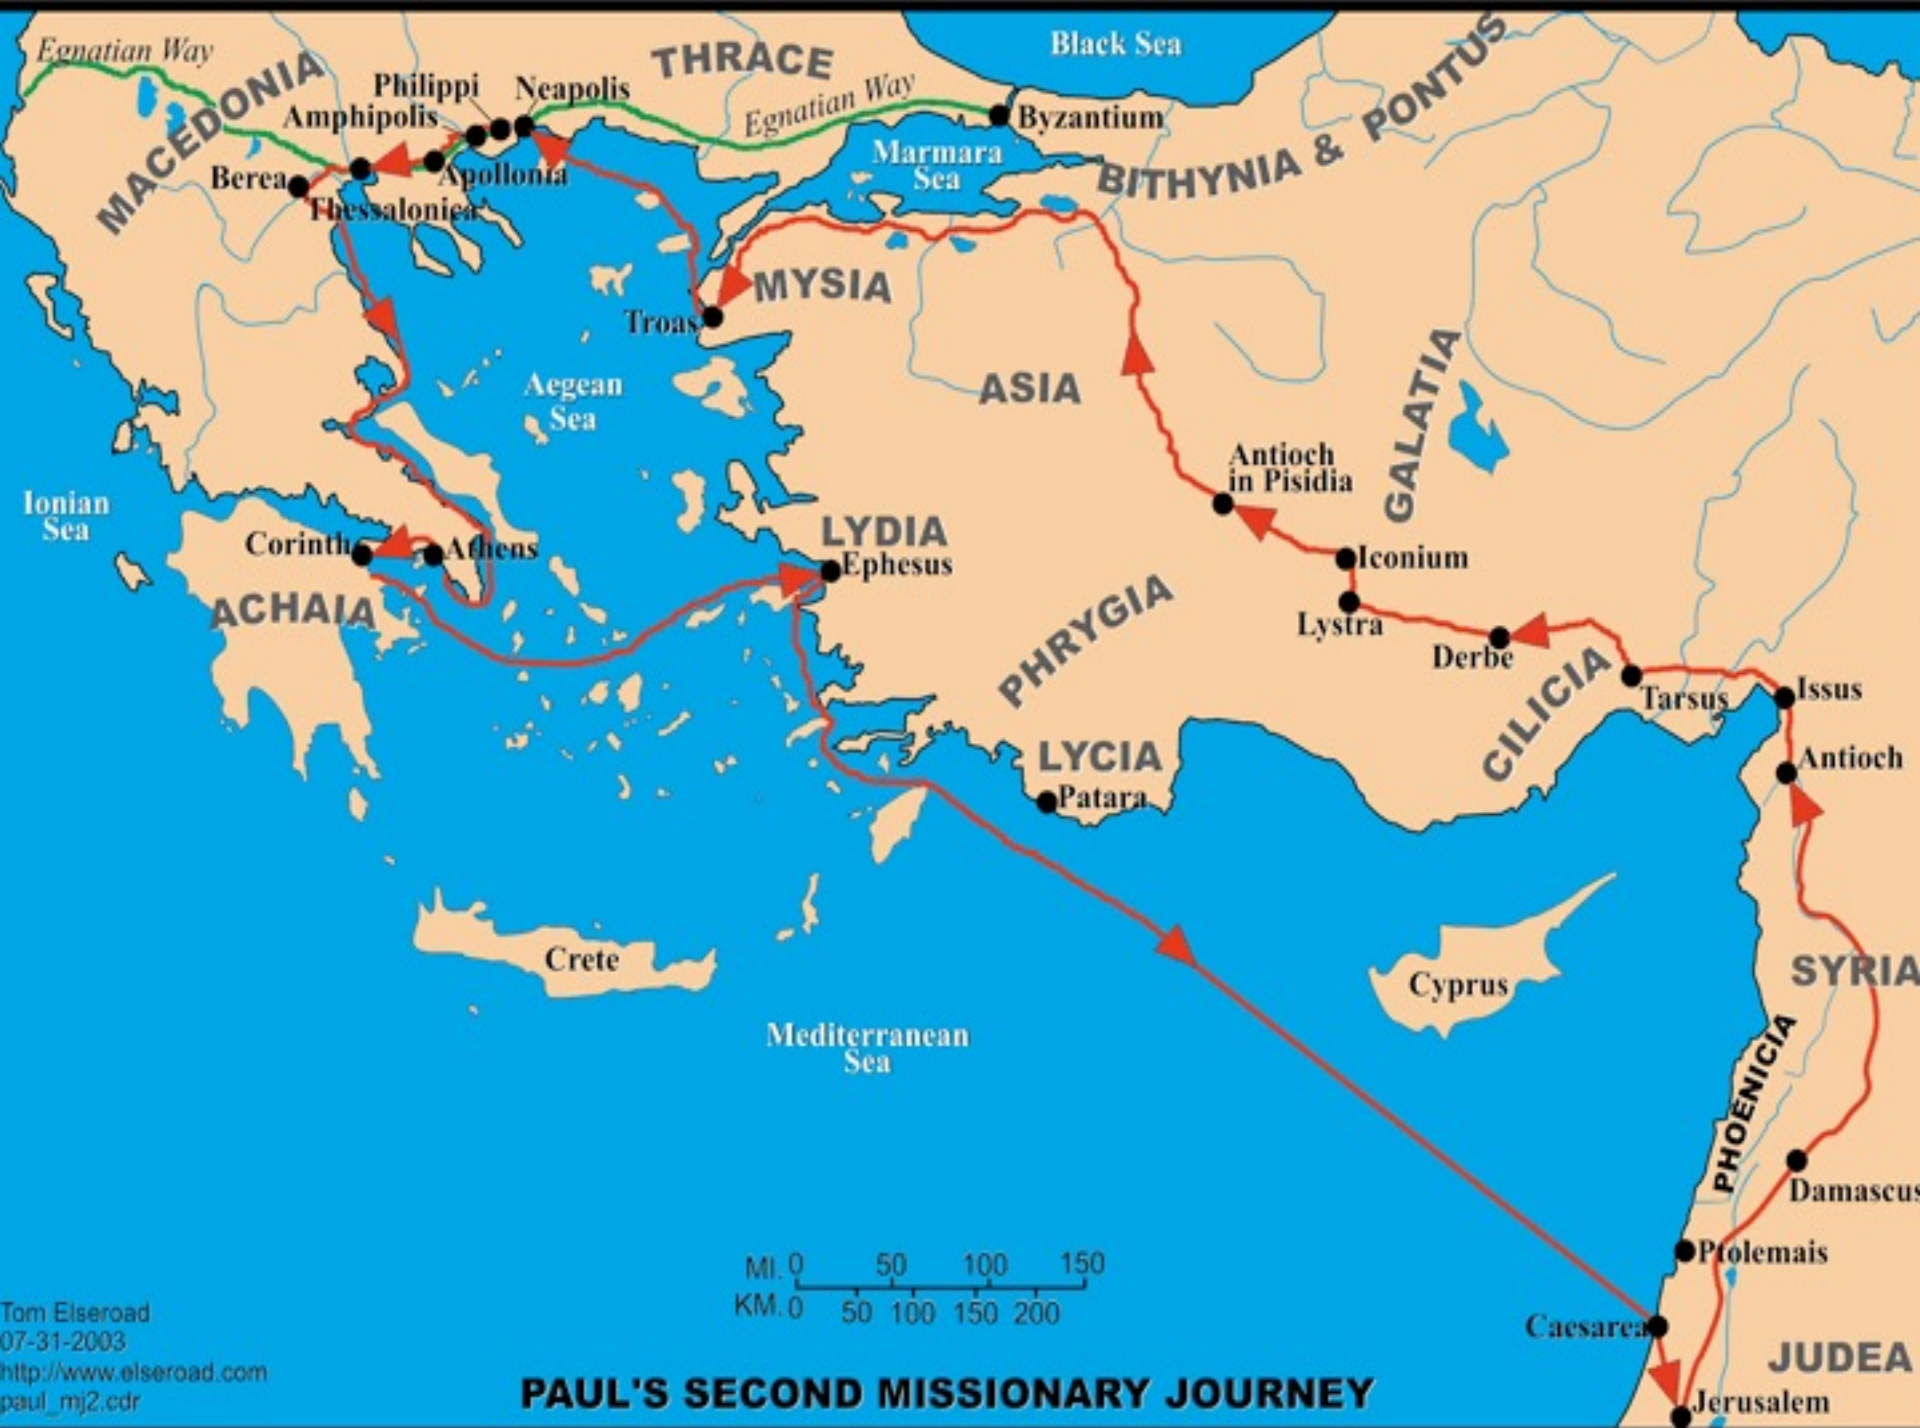 Egnatian Way
MACEDONIA
Philippi
Neapolis
Amphipolis
THRACE
Egnatian Way
Black Sea
Byzantium
BITHYNIA & PONTUS
Marmara
Sea
Berea
Apollonia
Thessalonica
MYSIA
Troas
Aegean
Sea
ASIA
GALATIA
Antioch
in Pisidia
Ionian
Sea
Corinth
Athens
LYDIA
Ephesus
ACHAIA
Iconium
Lystra
PHRYGIA
Derbe
CILICIA
Tarsus
Issus
LYCIA
Patara
Antioch
Crete
Cyprus
SYRIA
Mediterranean
Sea
PHOENICIA
Damascus
Ptolemais
MI. 0 50 100 150
KM. 0 50 100 150 200
Caesarea
JUDEA
Jerusalem
Tom Elseroad
07-31-2003
http://www.elseroad.com
paul_mj2.cdr
PAUL'S SECOND MISSIONARY JOURNEY